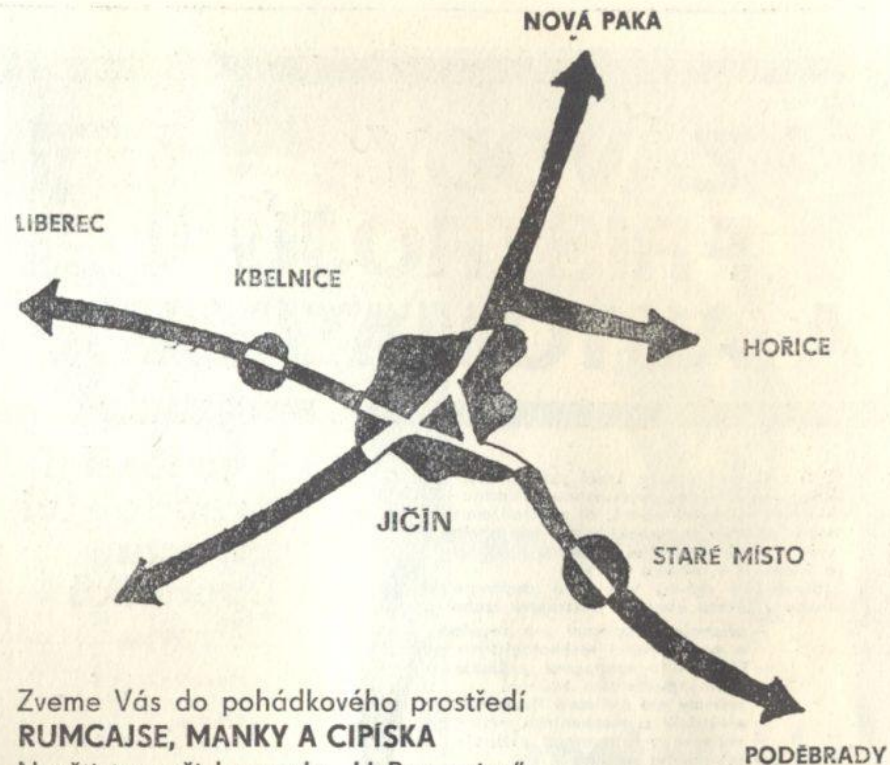 NOVÁ PAKA
LIBEREC
KBELNICE
HOŘICE
JIČÍN
STARÉ MÍSTO
Zveme Vás do pohádkového prostředí
RUMCAJSE, MANKY A CIPÍSKA
PODĚBRADY